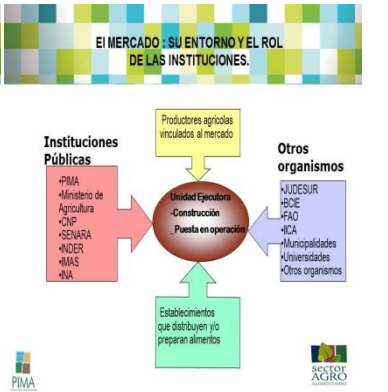 El MERCADO : SU ENTORNO Y EL ROL
DE LAS INSTITUCIONES.
Productores agrícolas
vinculados al mercado
Instituciones
Públicas
•PIMA
•Ministerio de
Agricultura
•CNP
•SENARA
•INDER
•IMAS
•INA
Unidad Ejecutora
-Construcción
_Puesta en operación
Otros
organismos
•JUDESUR
•BCIE
•FAO
•IICA
•Municipalidades
•Universidades
•Otros organismos
Establecimientos
que distribuyen y/o
preparan alimentos
PIMA
sector
AGRO
ALIMENTARIO